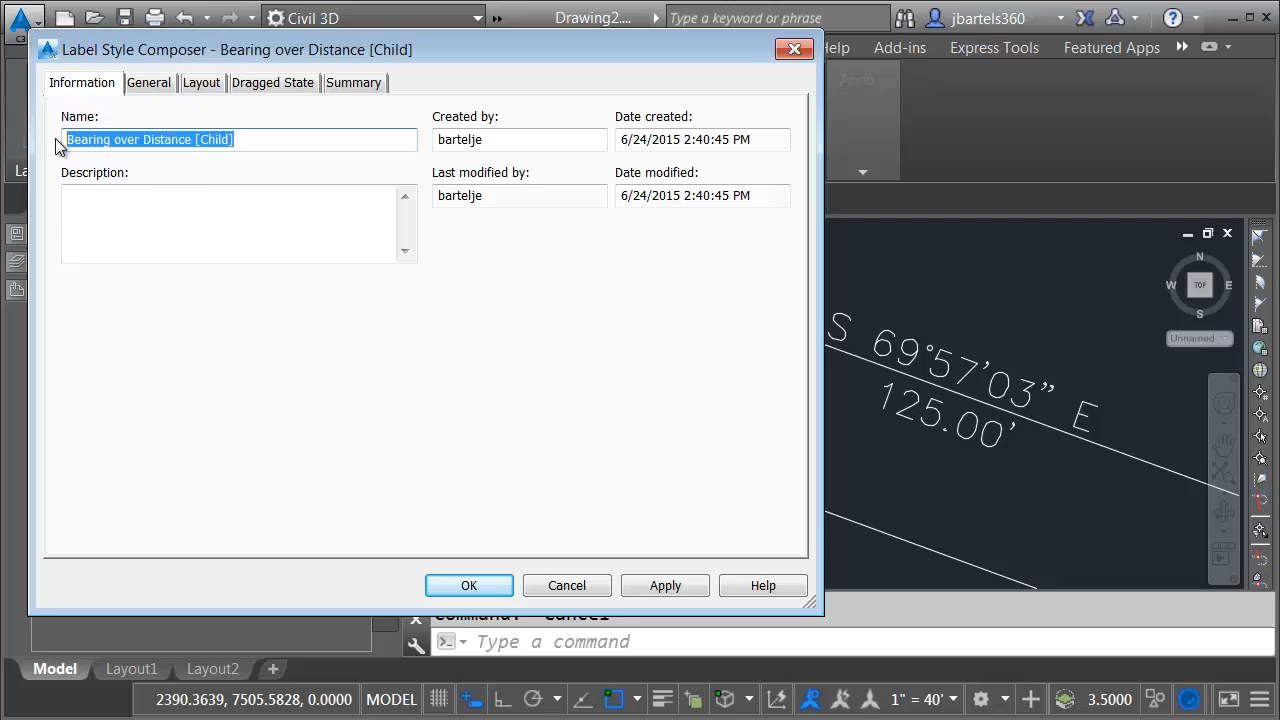 C3
Civil 3D
Drawing2....
Type a keyword or phrase
jbartels360
Help
Add-ins
Express Tools
Featured Apps
Label Style Composer - Bearing over Distance [Child]
Information
General
Layout
Dragged State
Summary
Name:
Created by:
Date created:
Bearing over Distance [Child]
bartelje
6/24/2015 2:40:45 PM
Description:
Last modified by:
Date modified:
bartelje
6/24/2015 2:40:45 PM
N
W
TOP
E
S
Unnamed
S 69°57'03" E
125.00'
OK
Cancel
Apply
Help
Command: *Cancel*
Type a command
Model
Layout1
Layout2
2390.3639, 7505.5828, 0.0000
MODEL
1" = 40'
3.5000